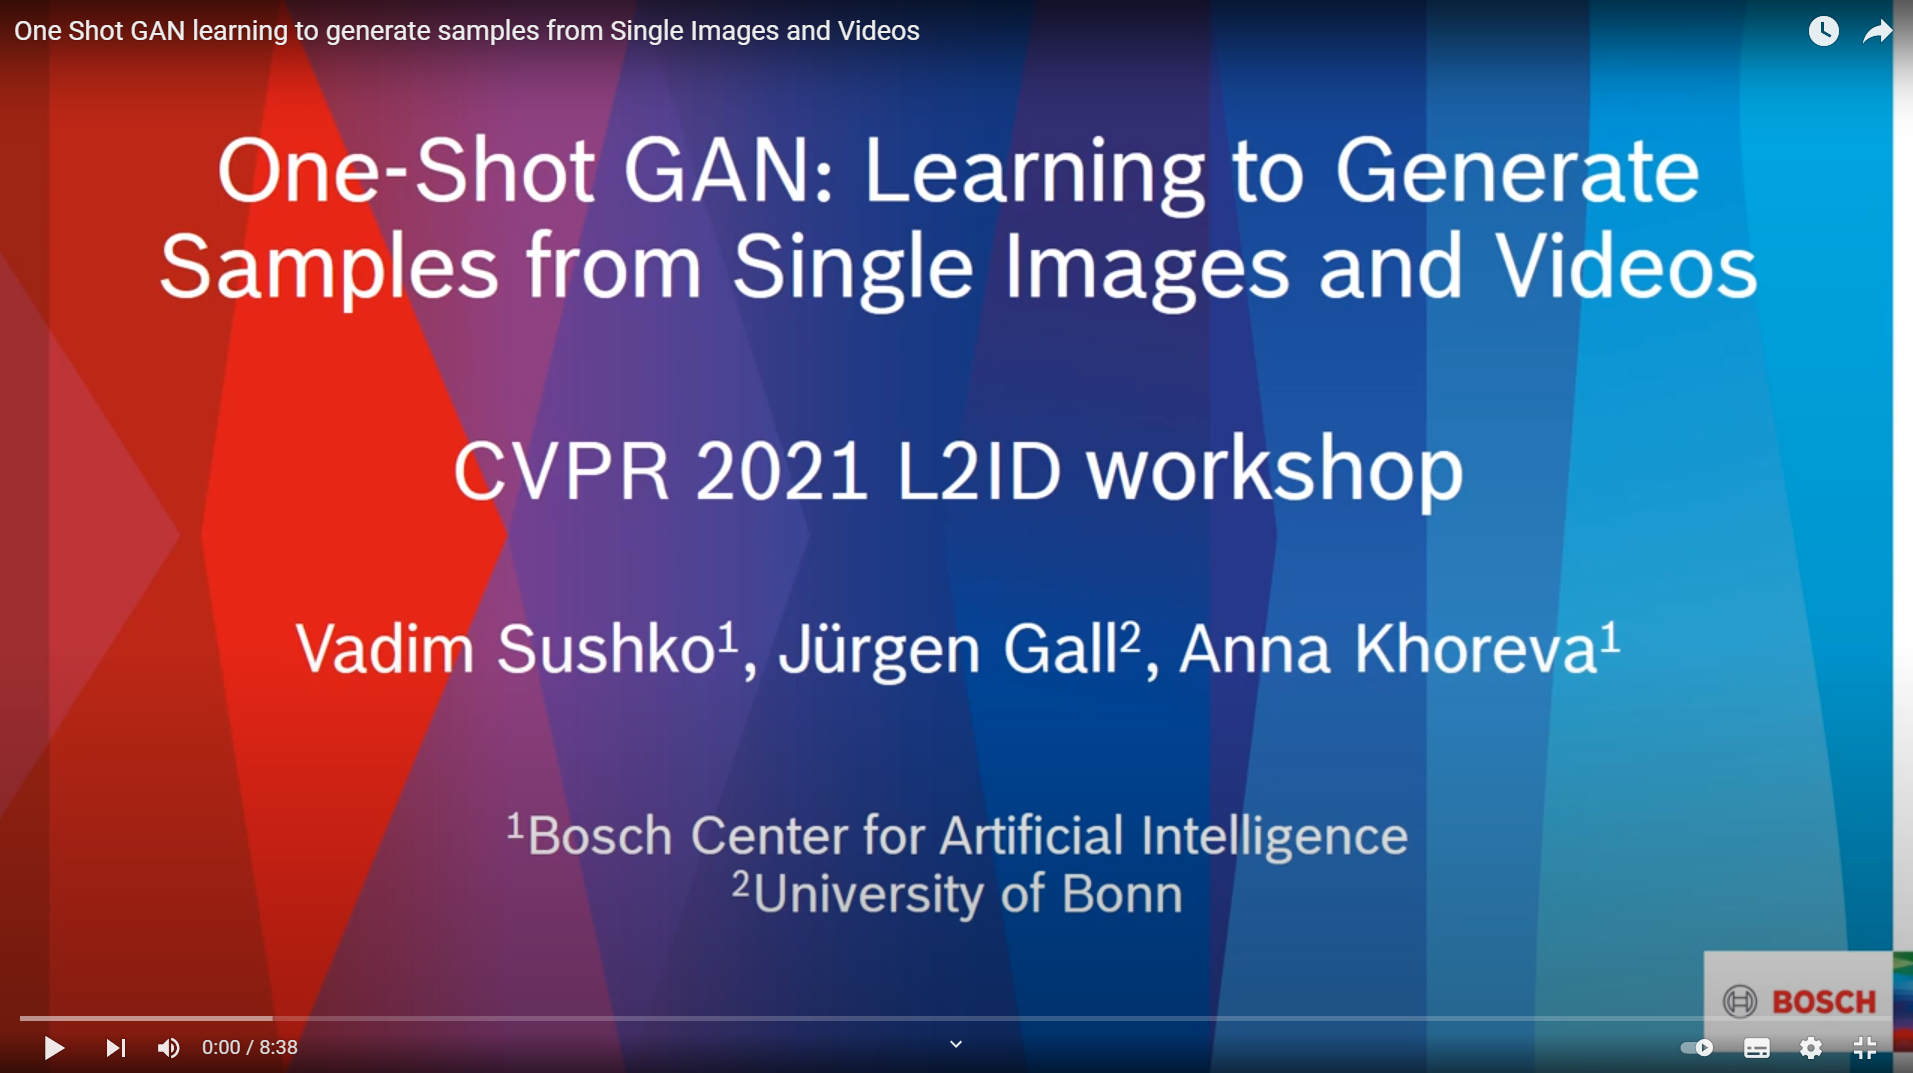 One Shot GAN learning to generate samples from Single Images and Videos
One-Shot GAN: Learning to Generate
Samples from Single Images and Videos
CVPR 2021 L2ID workshop
Vadim Sushko¹, Jürgen Gall², Anna Khoreva¹
¹Bosch Center for Artificial Intelligence
²University of Bonn
BOSCH
0:00 / 8:38